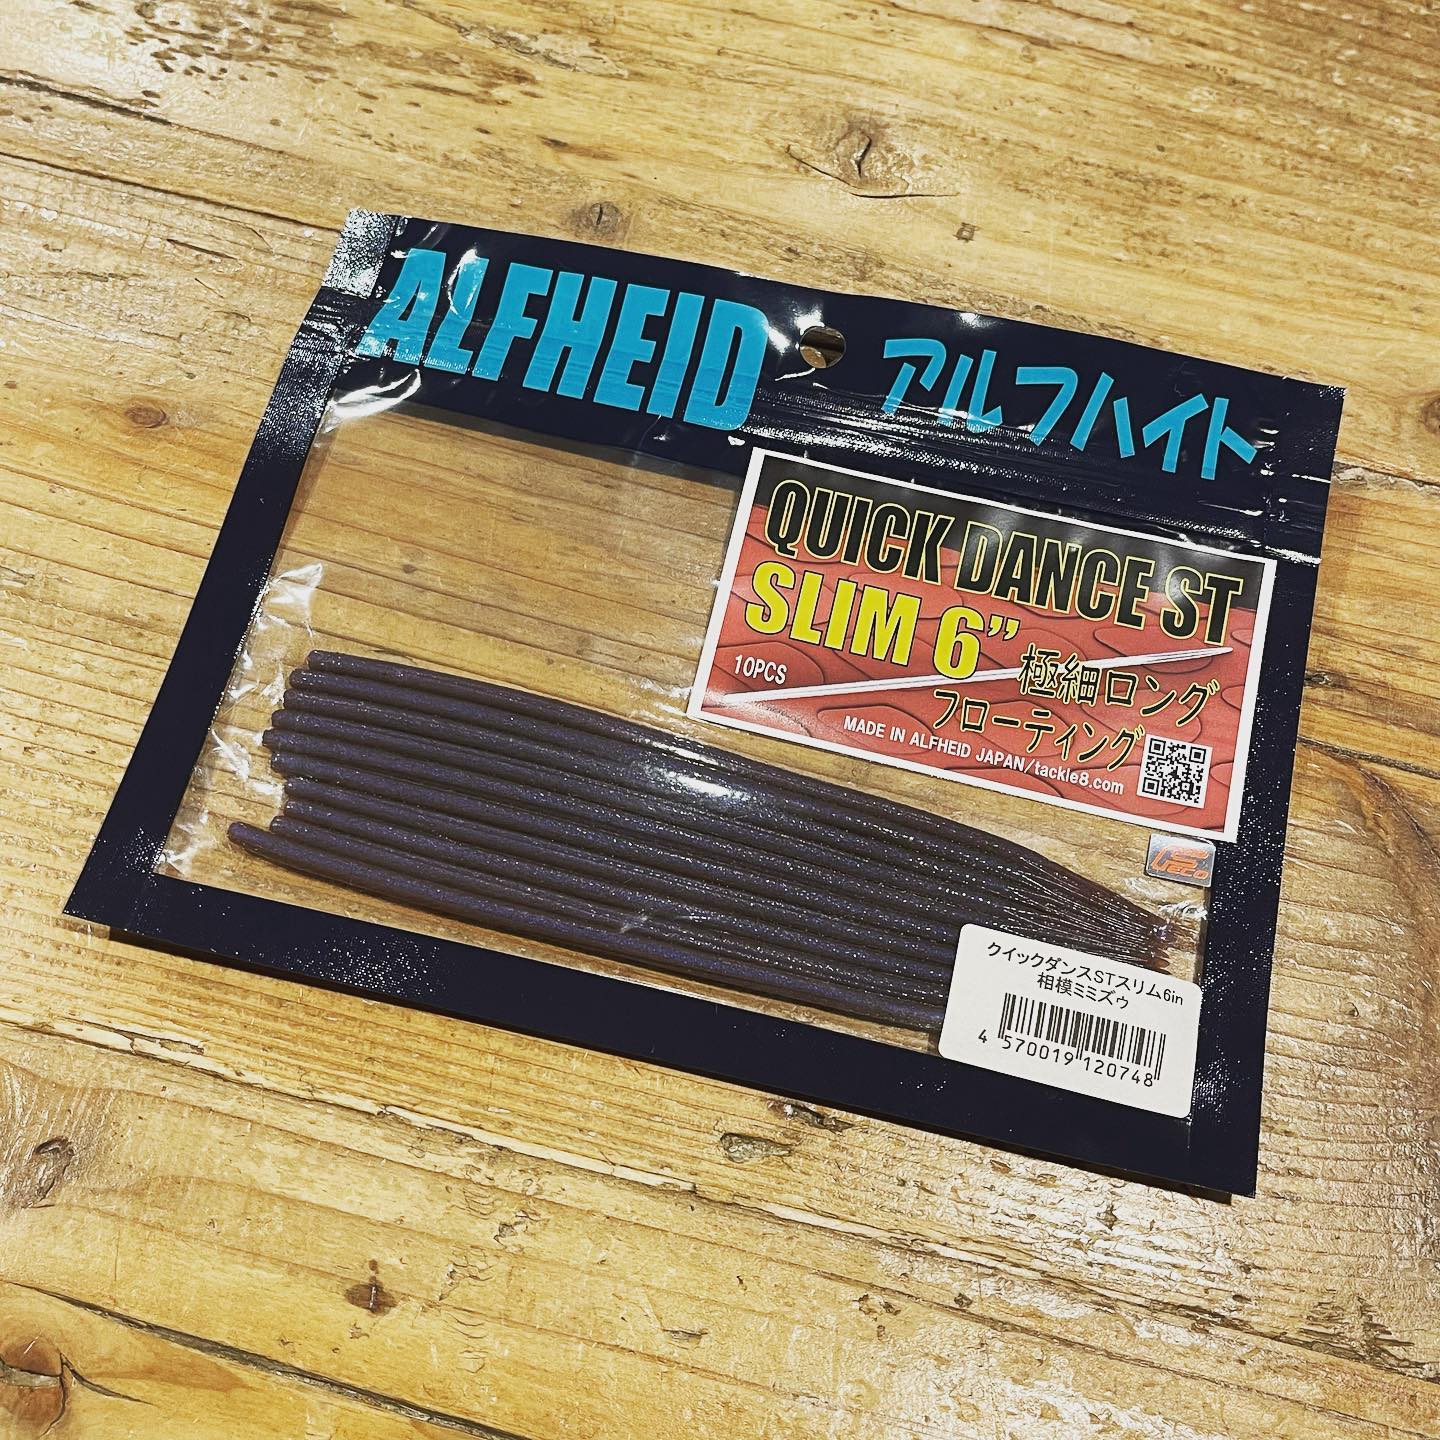 ALFHEID アルフハイト
QUICK DANCE ST
SLIM 6”
極細ロング
フローティング
10PCS
MADE IN ALFHEID JAPAN/tackle8.com
eco
クイックダンスSTスリム6in
相模ミミズゥ
4 570019 120748